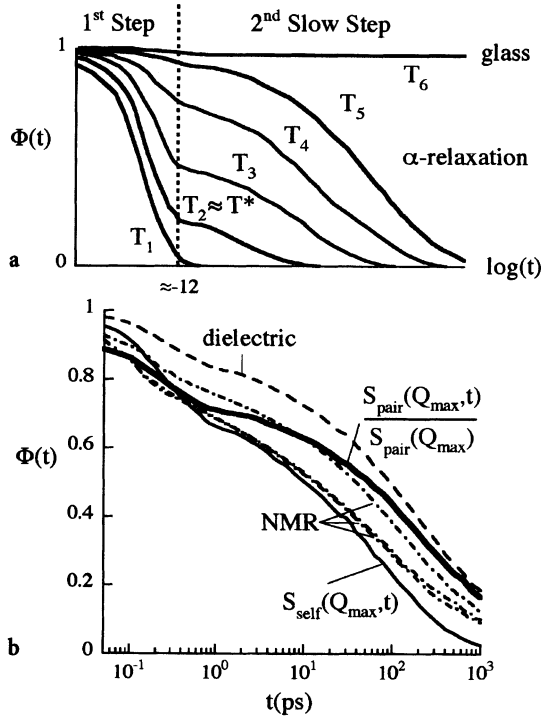 1st Step 2nd Slow Step
1
glass
T6
T5
Φ(t)
T4
α-relaxation
T3
T2≈T*
T1
a
0
log(t)
≈-12
1
dielectric
0.8
Spair(Qmax,t)
Spair(Qmax)
Φ(t)
0.6
NMR
0.4
Sself(Qmax,t)
0.2
b
0
10-1 100 101 102 103
t(ps)